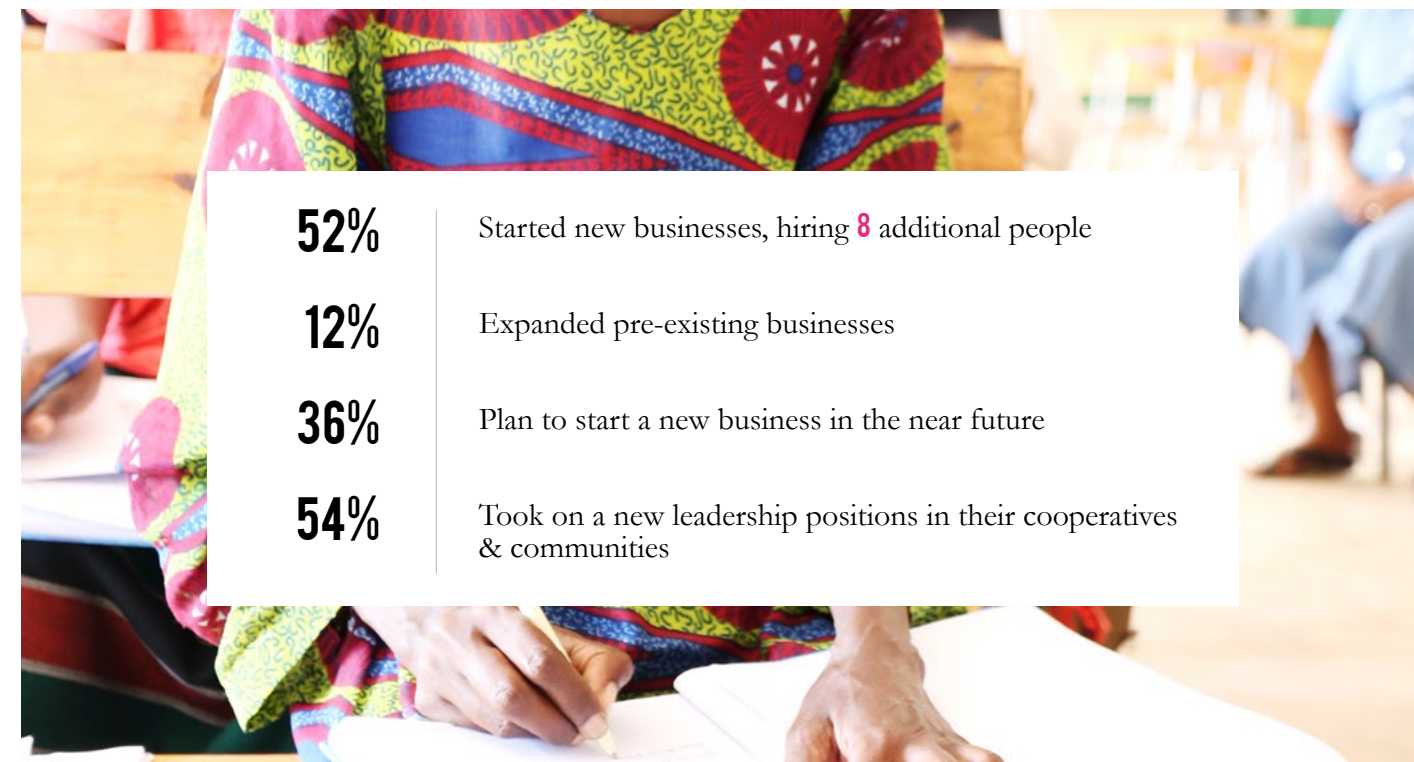 52% Started new businesses, hiring 8 additional people
12% Expanded pre-existing businesses
36% Plan to start a new business in the near future
54% Took on a new leadership positions in their cooperatives
& communities